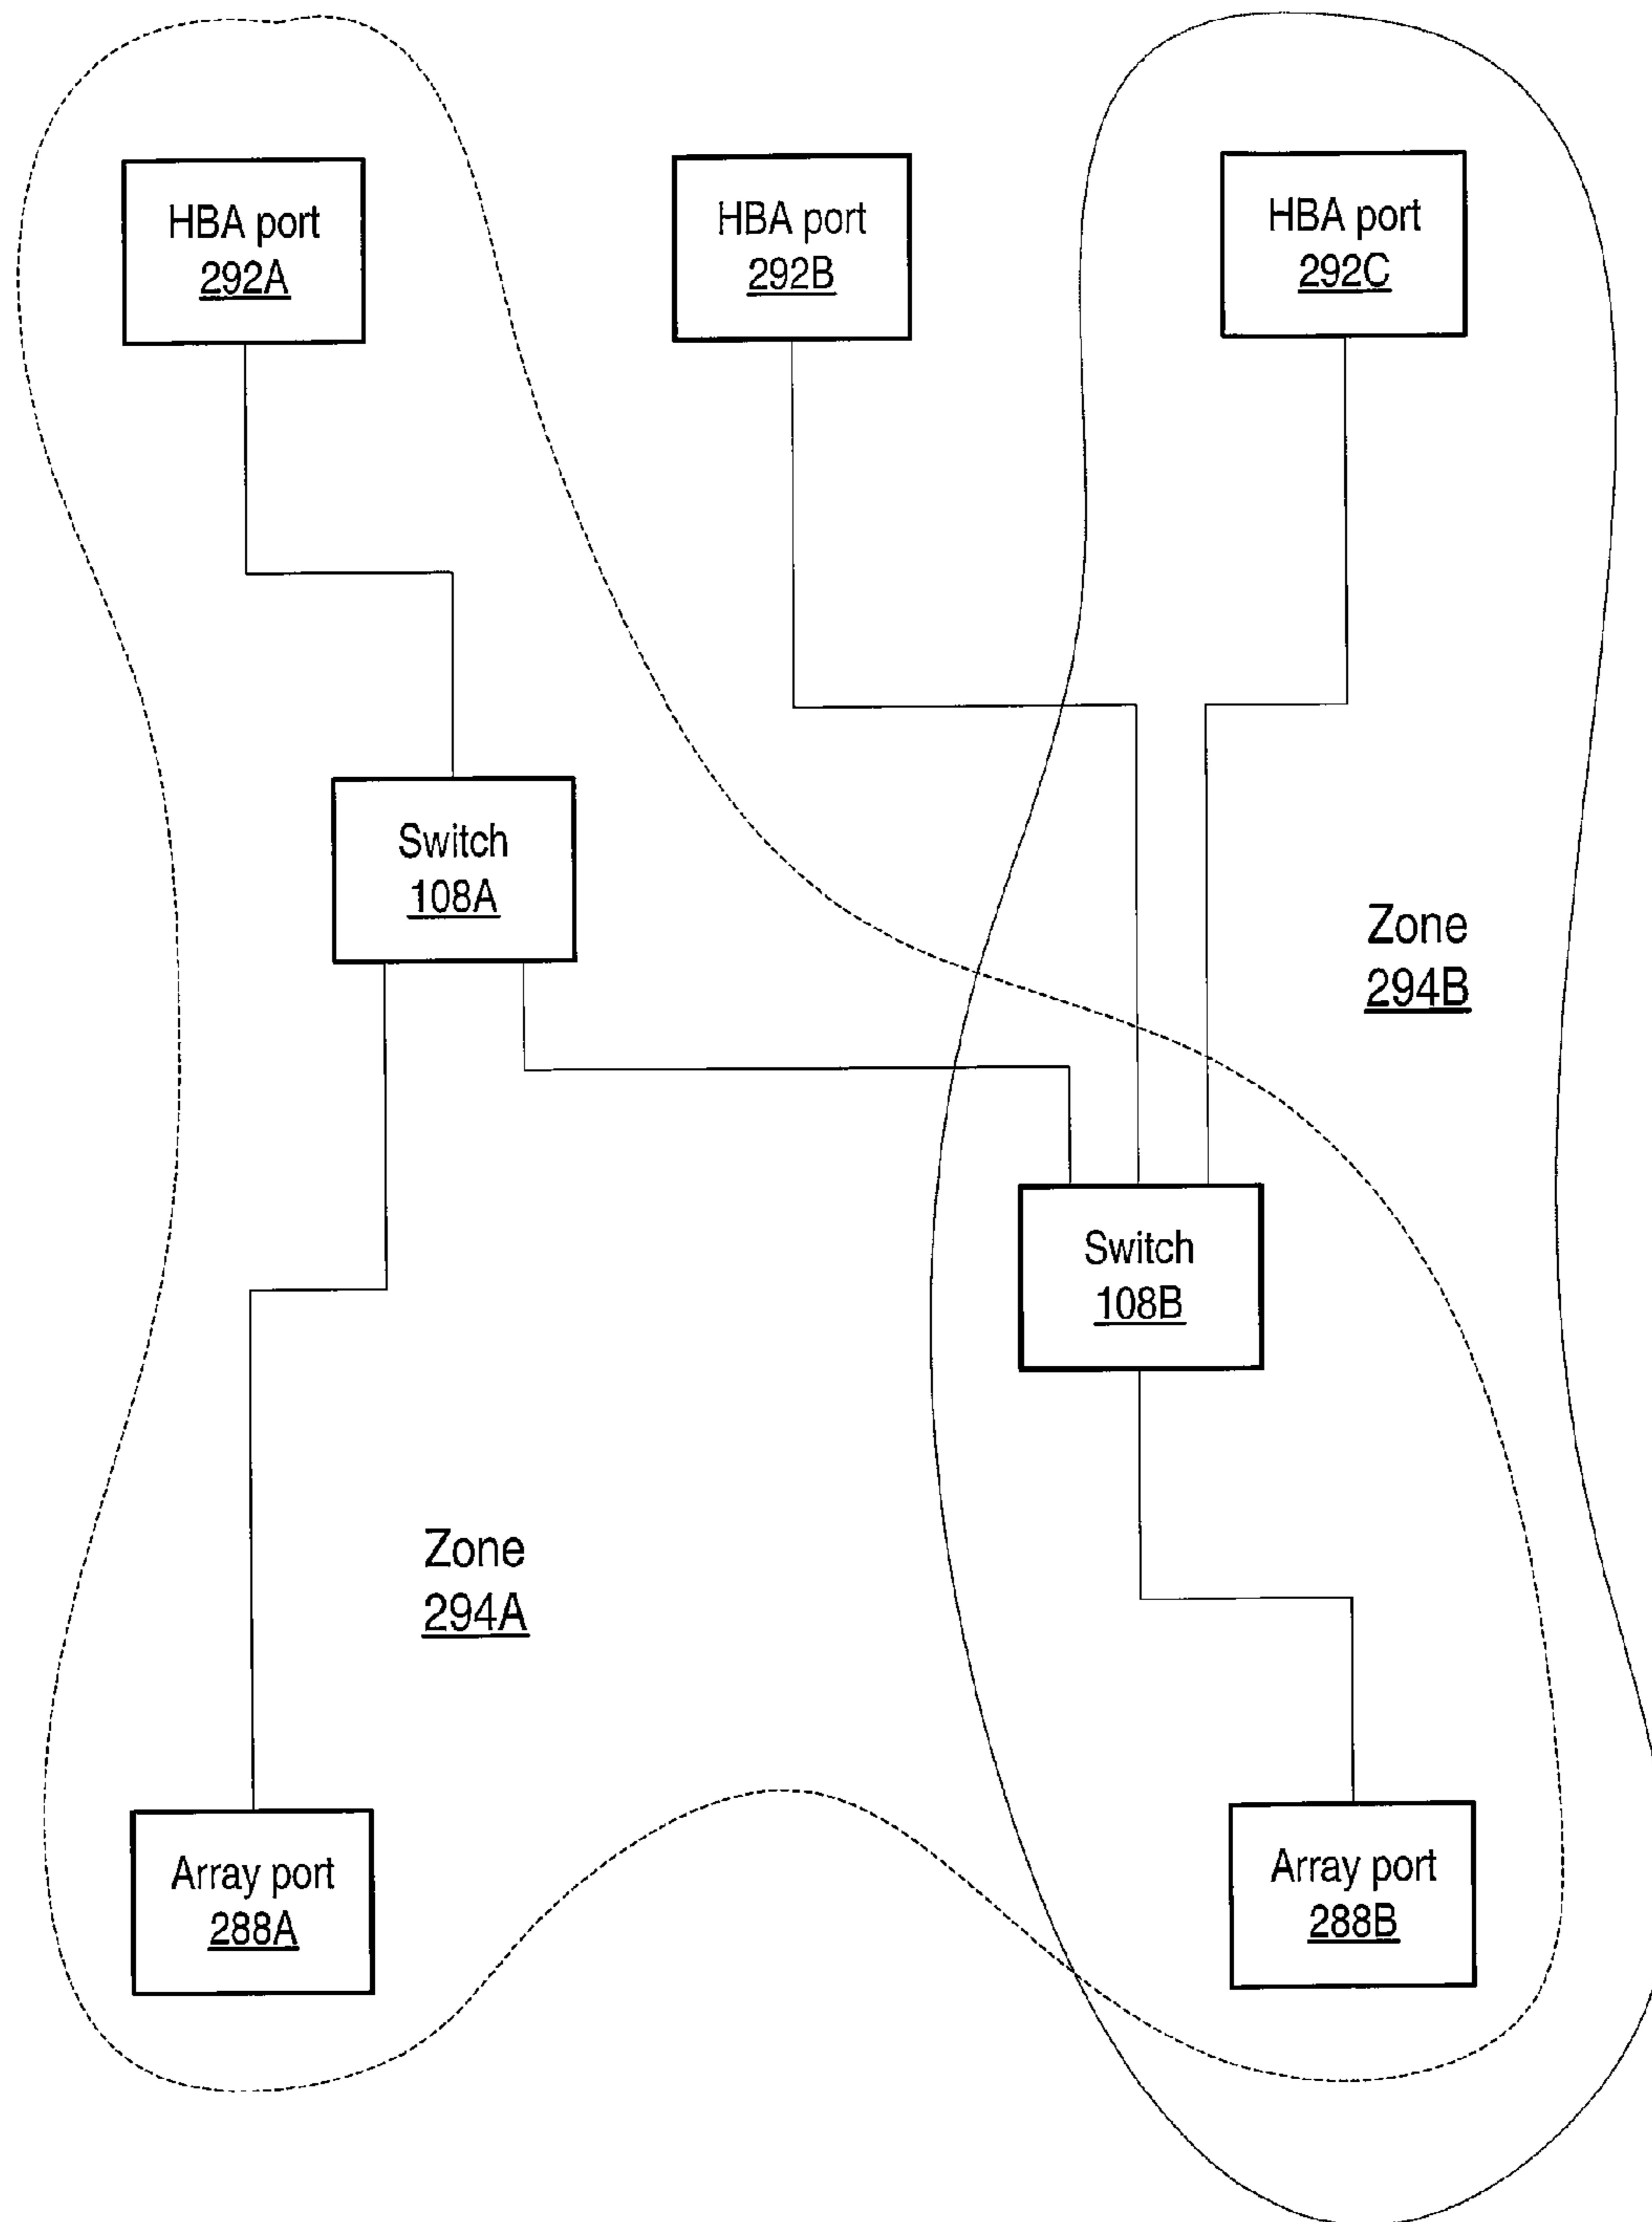 HBA port
292A
HBA port
292B
HBA port
292C
Switch
108A
Zone
294B
Switch
108B
Zone
294A
Array port
288A
Array port
288B